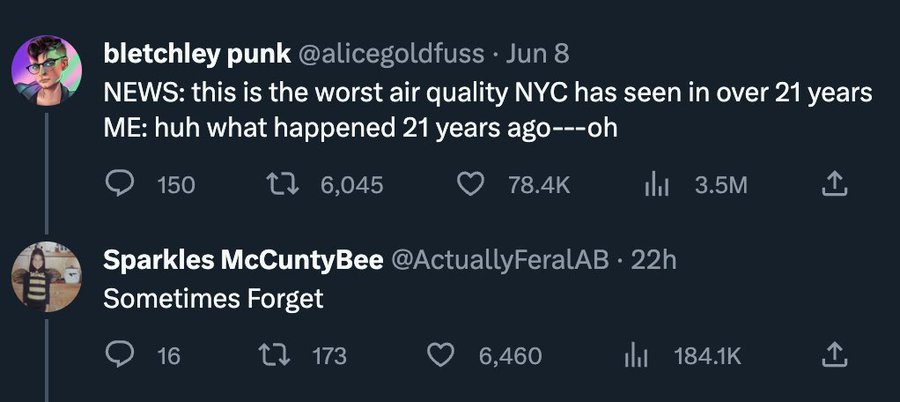 bletchley punk @alicegoldfuss · Jun 8
NEWS: this is the worst air quality NYC has seen in over 21 years
ME: huh what happened 21 years ago---oh
150 6,045 78.4K 3.5M
Sparkles McCuntyBee @ActuallyFeralAB · 22h
Sometimes Forget
16 173 6,460 184.1K